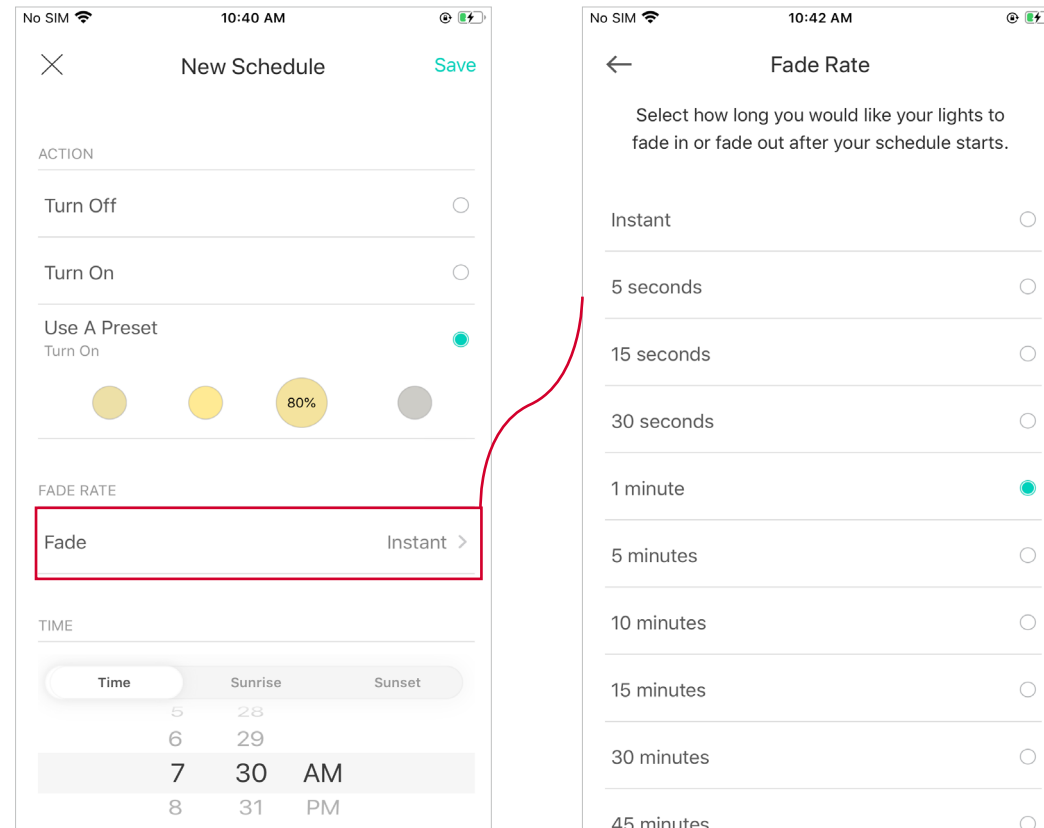 No SIM 10:40 AM
New Schedule Save
ACTION
Turn Off
Turn On
Use A Preset
Turn On
80%
FADE RATE
Fade Instant
TIME
Time Sunrise Sunset
5 28
6 29
7 30 AM
8 31 PM
No SIM 10:42 AM
Fade Rate
Select how long you would like your lights to
fade in or fade out after your schedule starts.
Instant
5 seconds
15 seconds
30 seconds
1 minute
5 minutes
10 minutes
15 minutes
30 minutes
45 minutes